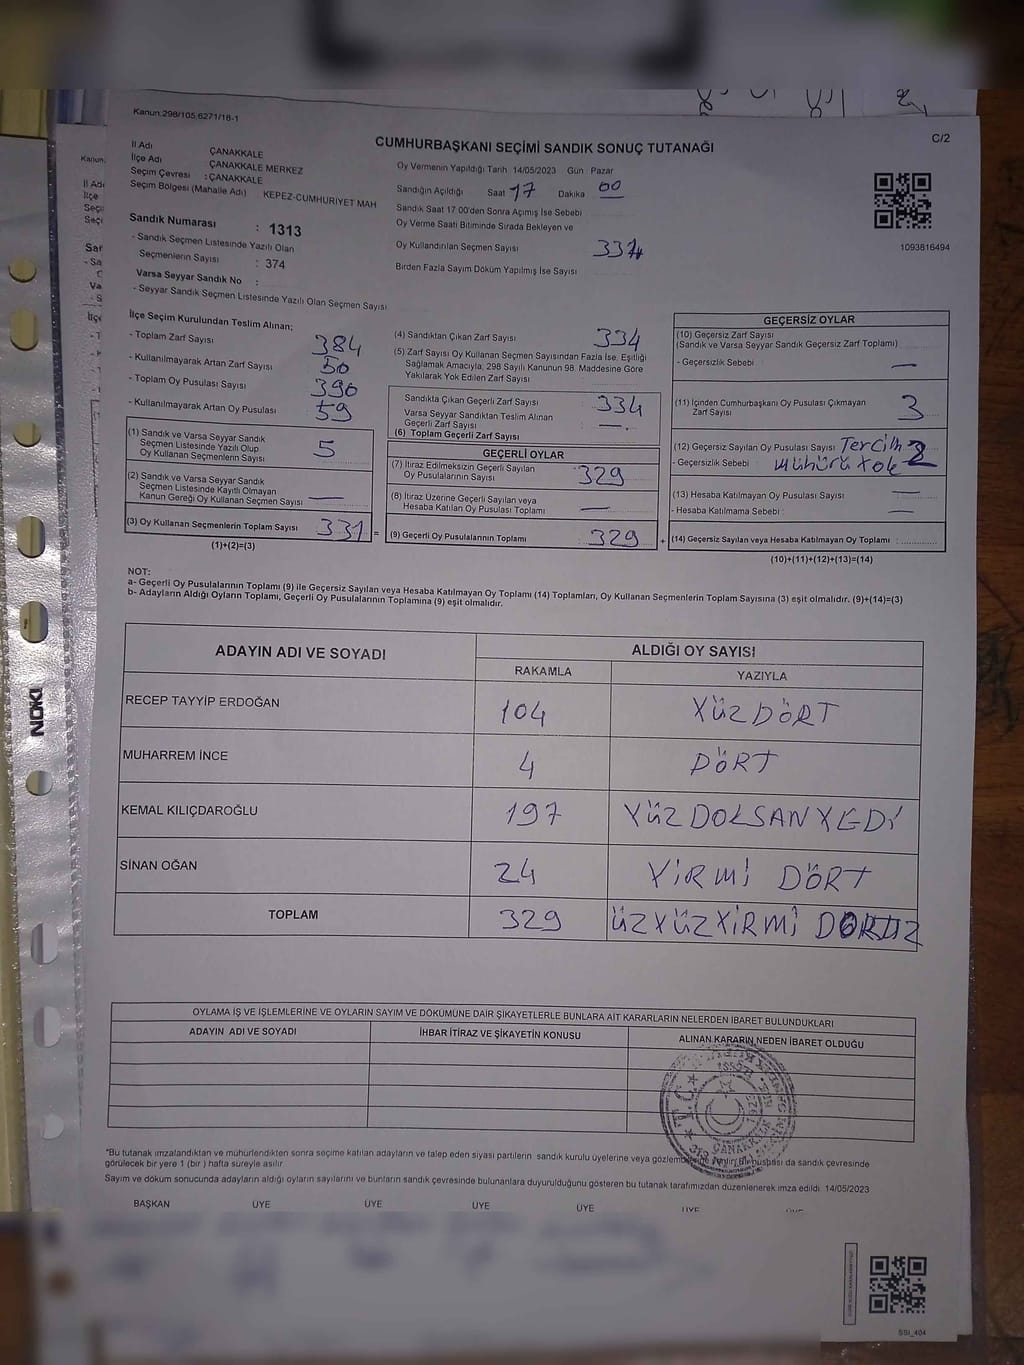 Kanun.298/105,6271/18-1
C/2
CUMHURBAŞKANI SEÇİMİ SANDIK SONUÇ TUTANAĞI
İl Adı ÇANAKKALE
İlçe Adı ÇANAKKALE MERKEZ
Seçim Çevresi : ÇANAKKALE
Seçim Bölgesi (Mahalle Adı) KEPEZ-CUMHURİYET MAH
Sandık Numarası : 1313
- Sandık Seçmen Listesinde Yazılı Olan
Seçmenlerin Sayısı : 374
Varsa Seyyar Sandık No :
- Seyyar Sandık Seçmen Listesinde Yazılı Olan Seçmen Sayısı
Oy Vermenin Yapıldığı Tarih 14/05/2023 Gün : Pazar
Sandığın Açıldığı Saat 17 Dakika 00
Sandık Saat 17 00'den Sonra Açımış İse Sebebi
Oy Verme Saati Bitiminde Sırada Bekleyen ve
Oy Kullandırılan Seçmen Sayısı 334
Birden Fazla Sayım Döküm Yapılmış İse Sayısı
1093816494
İlçe Seçim Kurulundan Teslim Alınan;
- Toplam Zarf Sayısı 384
- Kullanılmayarak Artan Zarf Sayısı 50
- Toplam Oy Pusulası Sayısı 390
- Kullanılmayarak Artan Oy Pusulası 59
(1) Sandık ve Varsa Seyyar Sandık
Seçmen Listesinde Yazılı Olup
Oy Kullanan Seçmenlerin Sayısı 5
(2) Sandık ve Varsa Seyyar Sandık
Seçmen Listesinde Kayıtlı Olmayan
Kanun Gereği Oy Kullanan Seçmen Sayısı —
(3) Oy Kullanan Seçmenlerin Toplam Sayısı 331 =
(1)+(2)=(3)
(4) Sandıktan Çıkan Zarf Sayısı 334
(5) Zarf Sayısı Oy Kullanan Seçmen Sayısından Fazla İse, Eşitliği
Sağlamak Amacıyla, 298 Sayılı Kanunun 98. Maddesine Göre
Yakılarak Yok Edilen Zarf Sayısı
Sandıkta Çıkan Geçerli Zarf Sayısı 334
Varsa Seyyar Sandıktan Teslim Alınan
Geçerli Zarf Sayısı —
(6) Toplam Geçerli Zarf Sayısı
GEÇERLİ OYLAR
(7) İtiraz Edilmeksizin Geçerli Sayılan
Oy Pusulalarının Sayısı 329
(8) İtiraz Üzerine Geçerli Sayılan veya
Hesaba Katılan Oy Pusulası Toplamı —
(9) Geçerli Oy Pusulalarının Toplamı 329 +
GEÇERSİZ OYLAR
(10) Geçersiz Zarf Sayısı
(Sandık ve Varsa Seyyar Sandık Geçersiz Zarf Toplamı)
- Geçersizlik Sebebi —
(11) İçinden Cumhurbaşkanı Oy Pusulası Çıkmayan
Zarf Sayısı 3
(12) Geçersiz Sayılan Oy Pusulası Sayısı Tercih 2
- Geçersizlik Sebebi Mühürü Yok
(13) Hesaba Katılmayan Oy Pusulası Sayısı —
- Hesaba Katılmama Sebebi : —
(14) Geçersiz Sayılan veya Hesaba Katılmayan Oy Toplamı :
(10)+(11)+(12)+(13)=(14)
NOT:
a- Geçerli Oy Pusulalarının Toplamı (9) ile Geçersiz Sayılan veya Hesaba Katılmayan Oy Toplamı (14) Toplamları, Oy Kullanan Seçmenlerin Toplam Sayısına (3) eşit olmalıdır. (9)+(14)=(3)
b- Adayların Aldığı Oyların Toplamı, Geçerli Oy Pusulalarının Toplamına (9) eşit olmalıdır.
ADAYIN ADI VE SOYADI ALDIĞI OY SAYISI
RAKAMLA YAZIYLA
RECEP TAYYİP ERDOĞAN 104 YÜZ DÖRT
MUHARREM İNCE 4 DÖRT
KEMAL KILIÇDAROĞLU 197 YÜZ DOKSAN YEDİ
SİNAN OĞAN 24 YİRMİ DÖRT
TOPLAM 329 ÜZ YÜZ YİRMİ
OYLAMA İŞ VE İŞLEMLERİNE VE OYLARIN SAYIM VE DÖKÜMÜNE DAİR ŞİKAYETLERLE BUNLARA AİT KARARLARIN NELERDEN İBARET BULUNDUKLARI
ADAYIN ADI VE SOYADI İHBAR İTİRAZ VE ŞİKAYETİN KONUSU ALINAN KARARIN NEDEN İBARET OLDUĞU
T.C.
ÇANAKKALE
*Bu tutanak imzalandıktan ve mühürlendikten sonra seçime katılan adayların ve talep eden siyasi partilerin sandık kurulu üyelerine veya verilir. Bir nüshası da sandık çevresinde
görülecek bir yere 1 (bir ) hafta süreyle asılır
Sayım ve döküm sonucunda adayların aldığı oyların sayılarını ve bunların sandık çevresinde bulunanlara duyurulduğunu gösteren bu tutanak tarafımızdan düzenlenerek imza edildi. 14/05/2023
BAŞKAN ÜYE ÜYE ÜYE ÜYE ÜYE
NOKI
SSI_404